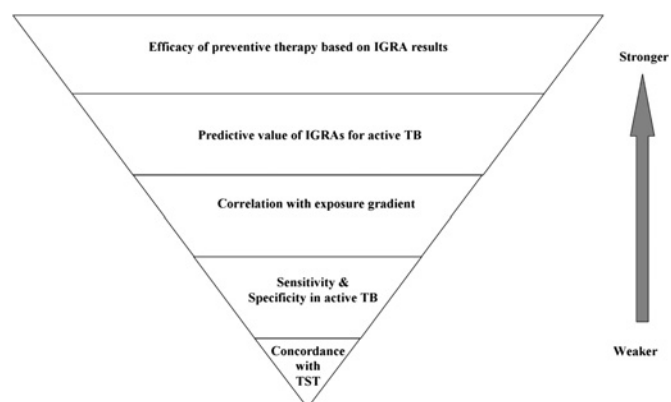 Efficacy of preventive therapy based on IGRA results
Stronger
Predictive value of IGRAs for active TB
Correlation with exposure gradient
Sensitivity &
Specificity in active TB
Concordance
with
TST
Weaker